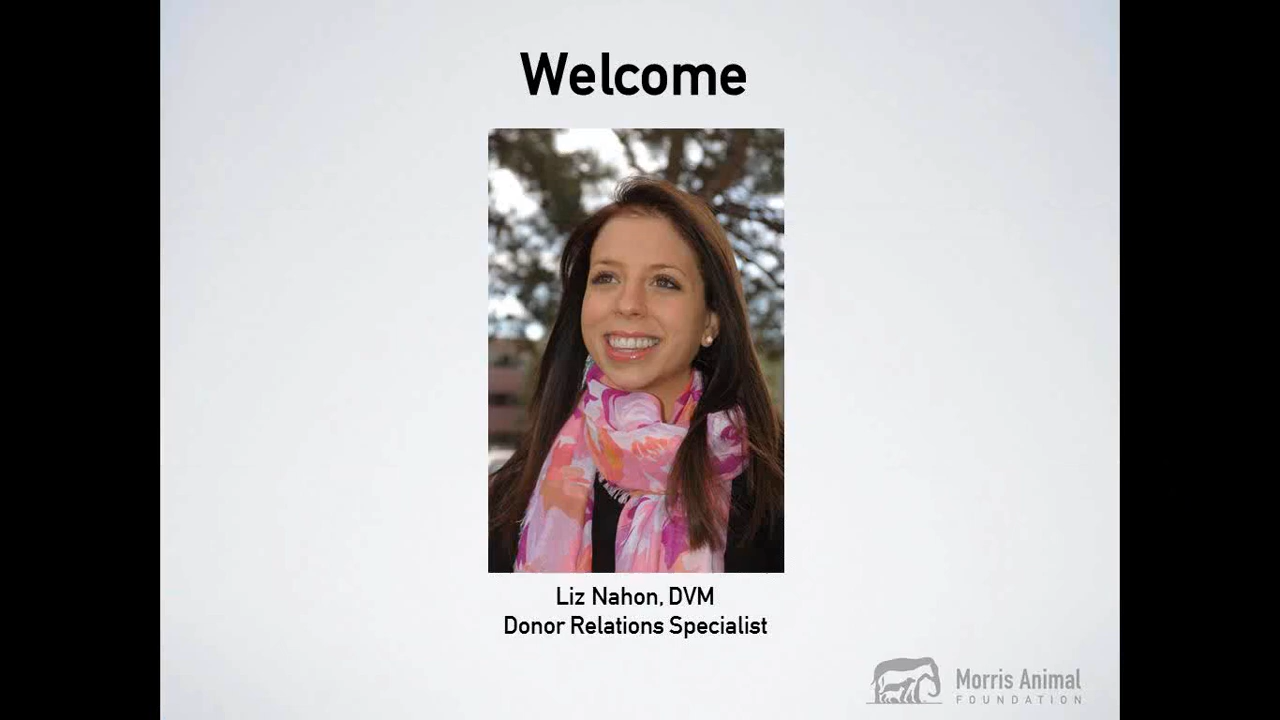 Welcome
Liz Nahon, DVM
Donor Relations Specialist
Morris Animal
FOUNDATION